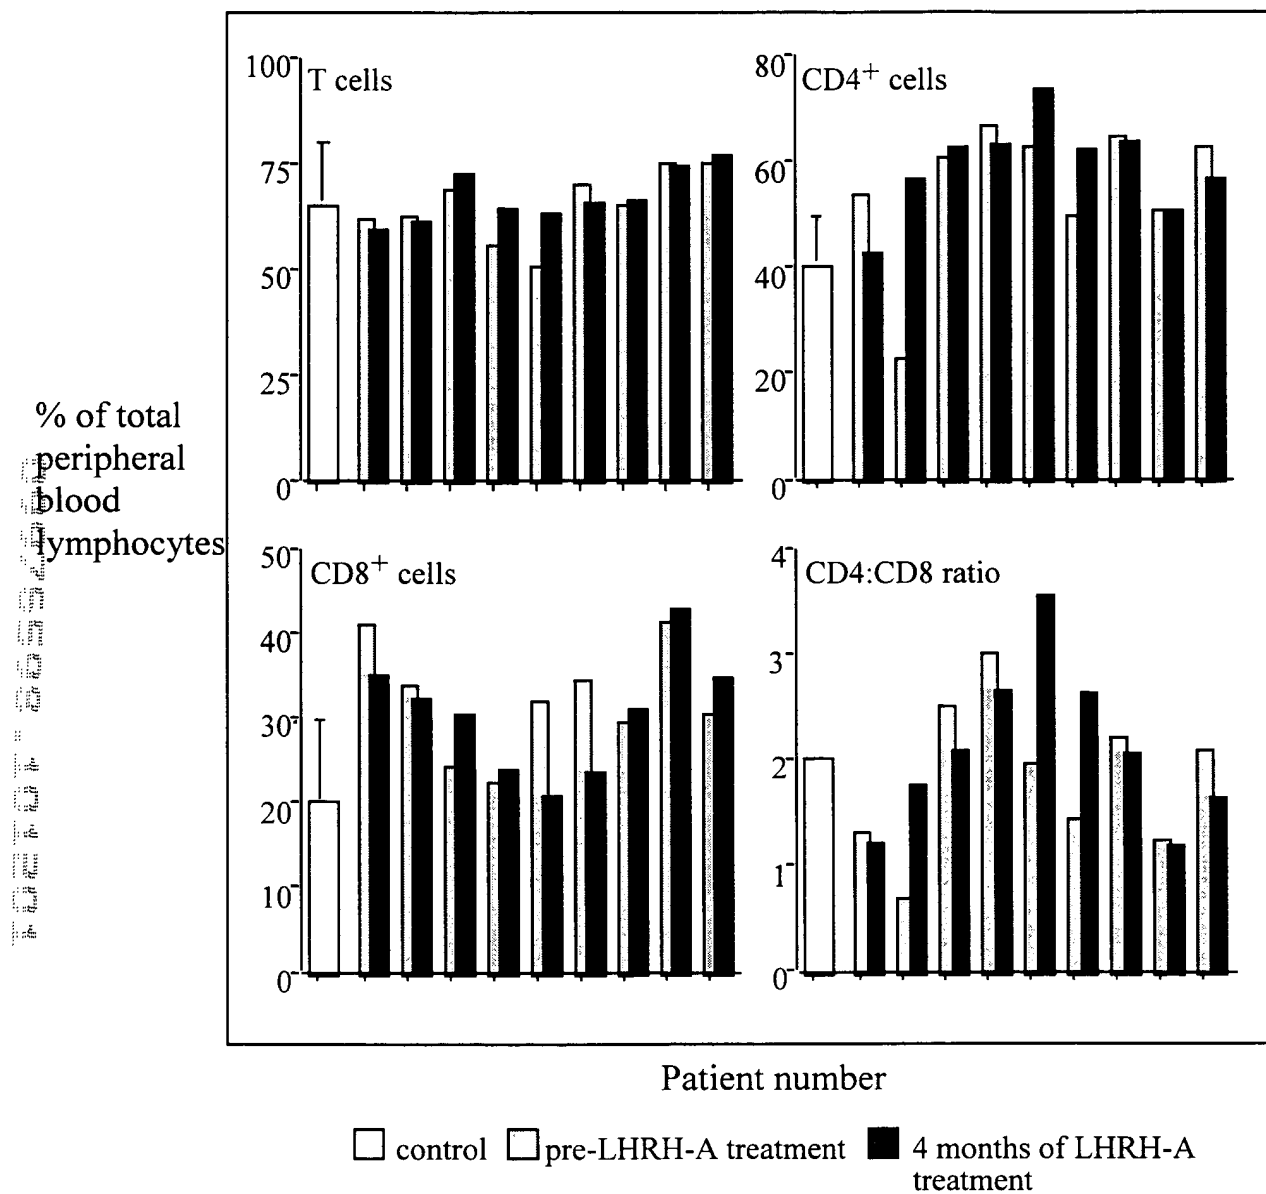 T cells
100
75
50
25
0
CD4+ cells
80
60
40
20
0
% of total
peripheral
blood
lymphocytes
CD8+ cells
50
40
30
20
10
0
CD4:CD8 ratio
4
3
2
1
0
Patient number
control
pre-LHRH-A treatment
4 months of LHRH-A
treatment